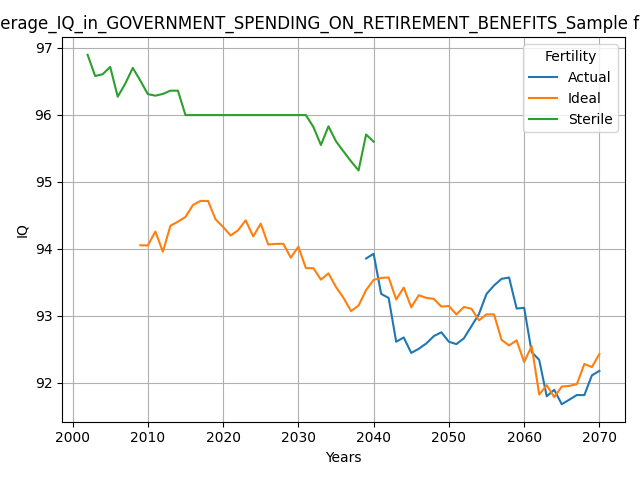 erage_IQ_in_GOVERNMENT_SPENDING_ON_RETIREMENT_BENEFITS_Sample f
Fertility
Actual
Ideal
Sterile
97
96
95
94
93
92
IQ
2000 2010 2020 2030 2040 2050 2060 2070
Years